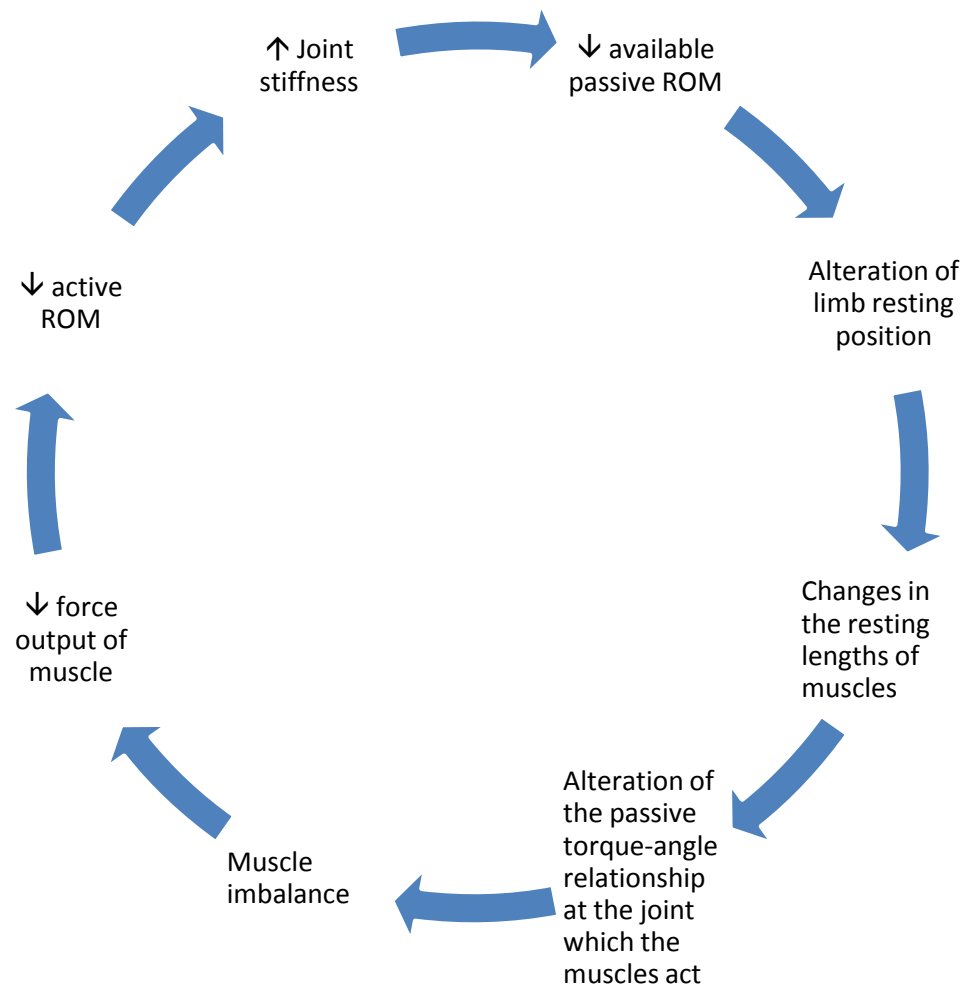 ↑ Joint
stiffness
↓ available
passive ROM
Alteration of
limb resting
position
Changes in
the resting
lengths of
muscles
Alteration of
the passive
torque-angle
relationship
at the joint
which the
muscles act
Muscle
imbalance
↓ force
output of
muscle
↓ active
ROM